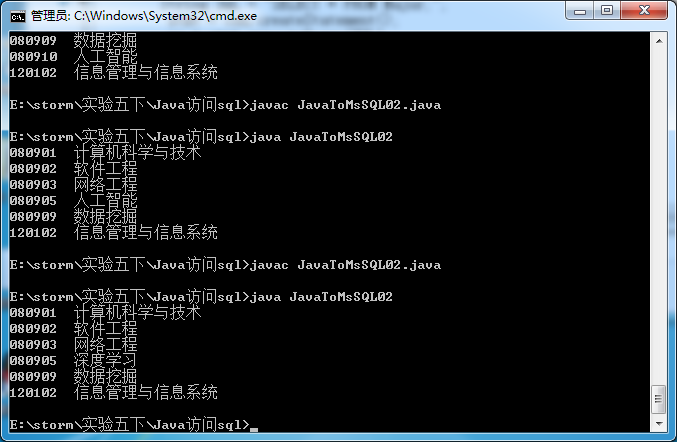 管理员: C:\Windows\System32\cmd.exe
080909 数据挖掘
080910 人工智能
120102 信息管理与信息系统
E:\storm\实验五下\Java访问sql>javac JavaToMsSQL02.java
E:\storm\实验五下\Java访问sql>java JavaToMsSQL02
080901 计算机科学与技术
080902 软件工程
080903 网络工程
080905 人工智能
080909 数据挖掘
120102 信息管理与信息系统
E:\storm\实验五下\Java访问sql>javac JavaToMsSQL02.java
E:\storm\实验五下\Java访问sql>java JavaToMsSQL02
080901 计算机科学与技术
080902 软件工程
080903 网络工程
080905 深度学习
080909 数据挖掘
120102 信息管理与信息系统
E:\storm\实验五下\Java访问sql>